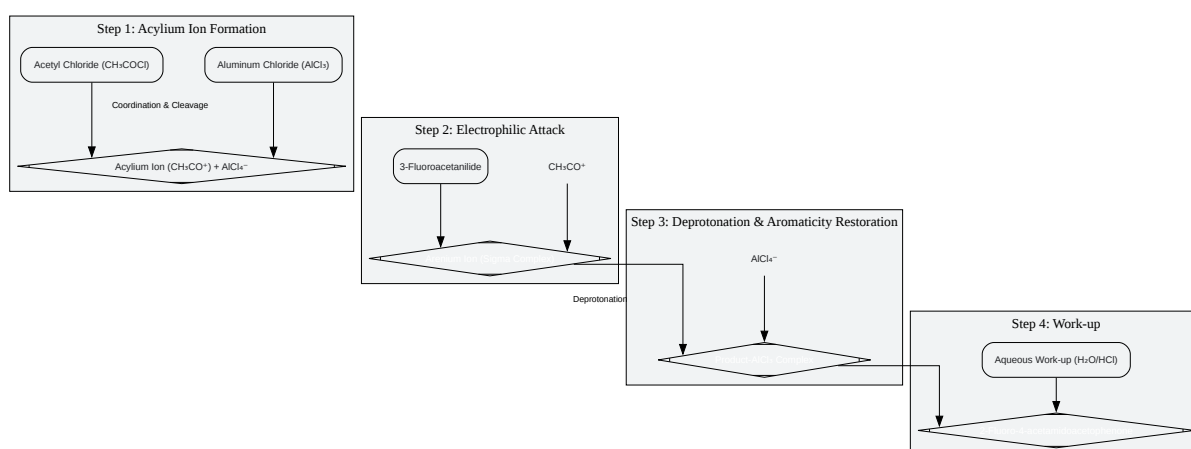 Step 1: Acylium Ion Formation
Acetyl Chloride (CH₃COCl)
Aluminum Chloride (AlCl₃)
Coordination & Cleavage
Acylium Ion (CH₃CO⁺) + AlCl₄⁻
Step 2: Electrophilic Attack
3-Fluoroacetanilide
CH₃CO⁺
Deprotonation
Step 3: Deprotonation & Aromaticity Restoration
AlCl₄⁻
Step 4: Work-up
Aqueous Work-up (H₂O/HCl)